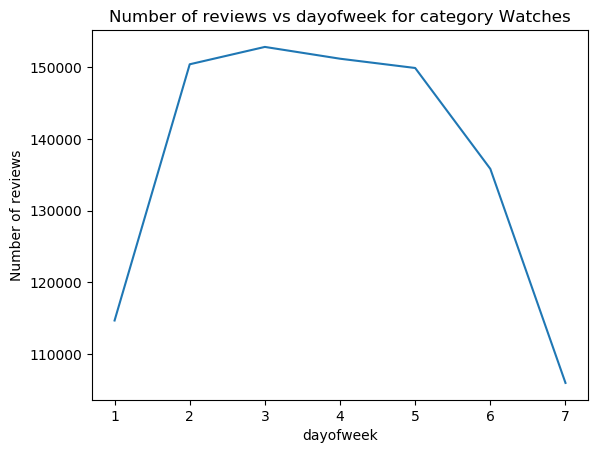 Number of reviews vs dayofweek for category Watches
150000
140000
130000
120000
110000
Number of reviews
1 2 3 4 5 6 7
dayofweek